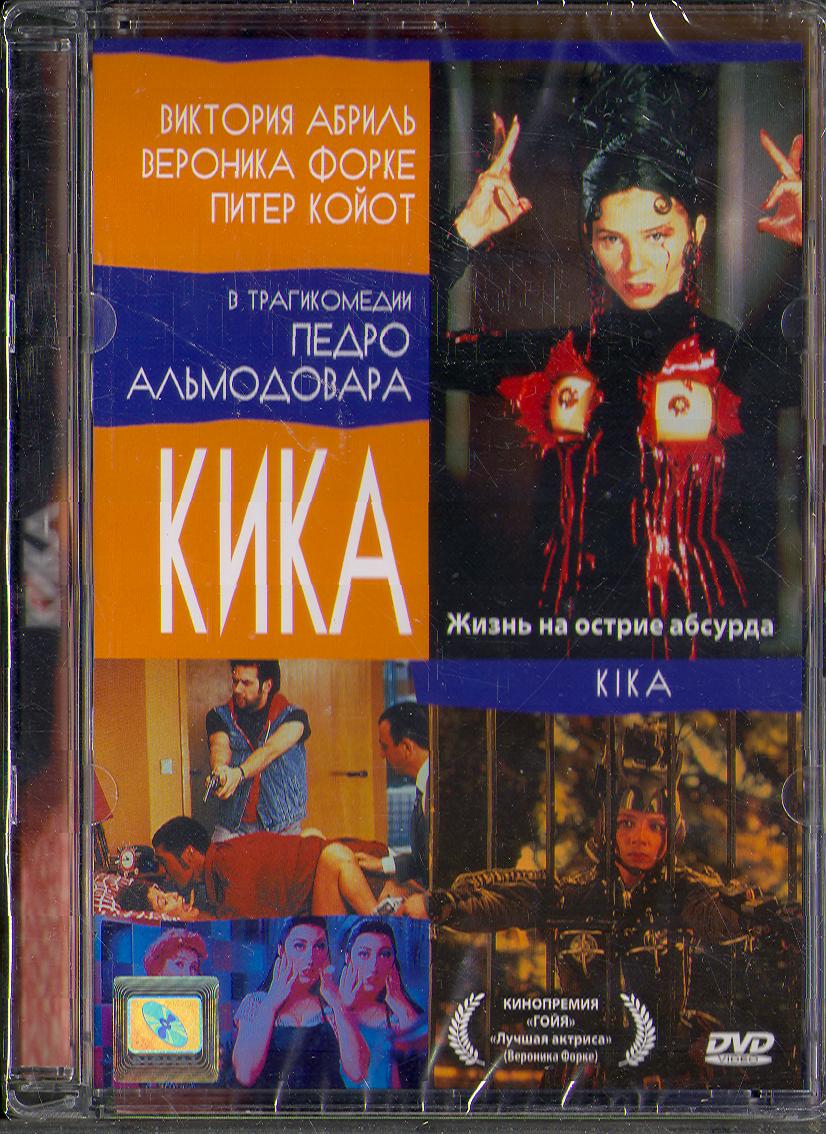 ВИКТОРИЯ АБРИЛЬ
ВЕРОНИКА ФОРКЕ
ПИТЕР КОЙОТ
В ТРАГИКОМЕДИИ
ПЕДРО
АЛЬМОДОВАРА
КИКА
Жизнь на острие абсурда
KIKA
КИНОПРЕМИЯ
«ГОЙЯ»
«Лучшая актриса»
(Вероника Форке)
DVD
VIDEO